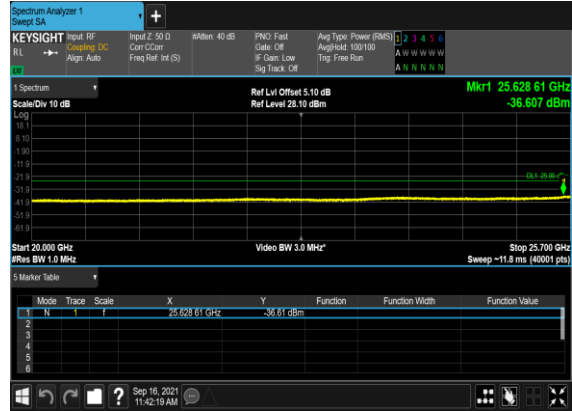 Spectrum Analyzer 1
Swept SA
+
KEYSIGHT Input: RF Input Z: 50 Ω #Atten: 40 dB PNO: Fast Avg Type: Power (RMS) 1 2 3 4 5 6
RL Coupling: DC Corr CCorr Gate: Off Avg|Hold: 100/100 A W W W W W
Align: Auto Freq Ref: Int (S) IF Gain: Low Trig: Free Run
Sig Track: Off A N N N N N
1 Spectrum
Ref Lvl Offset 5.10 dB Mkr1 25.628 61 GHz
Scale/Div 10 dB Ref Level 28.10 dBm -36.607 dBm
Log
18.1
8.10
-1.90
-11.9
-21.9 DL1 -25.00
-31.9
-41.9
-51.9
-61.9
Start 20.000 GHz Video BW 3.0 MHz* Stop 25.700 GHz
#Res BW 1.0 MHz Sweep ~11.8 ms (40001 pts)
5 Marker Table
Mode Trace Scale X Y Function Function Width Function Value
1 N 1 f 25.628 61 GHz -36.61 dBm
2
3
4
5
6
? Sep 16, 2021
11:42:19 AM